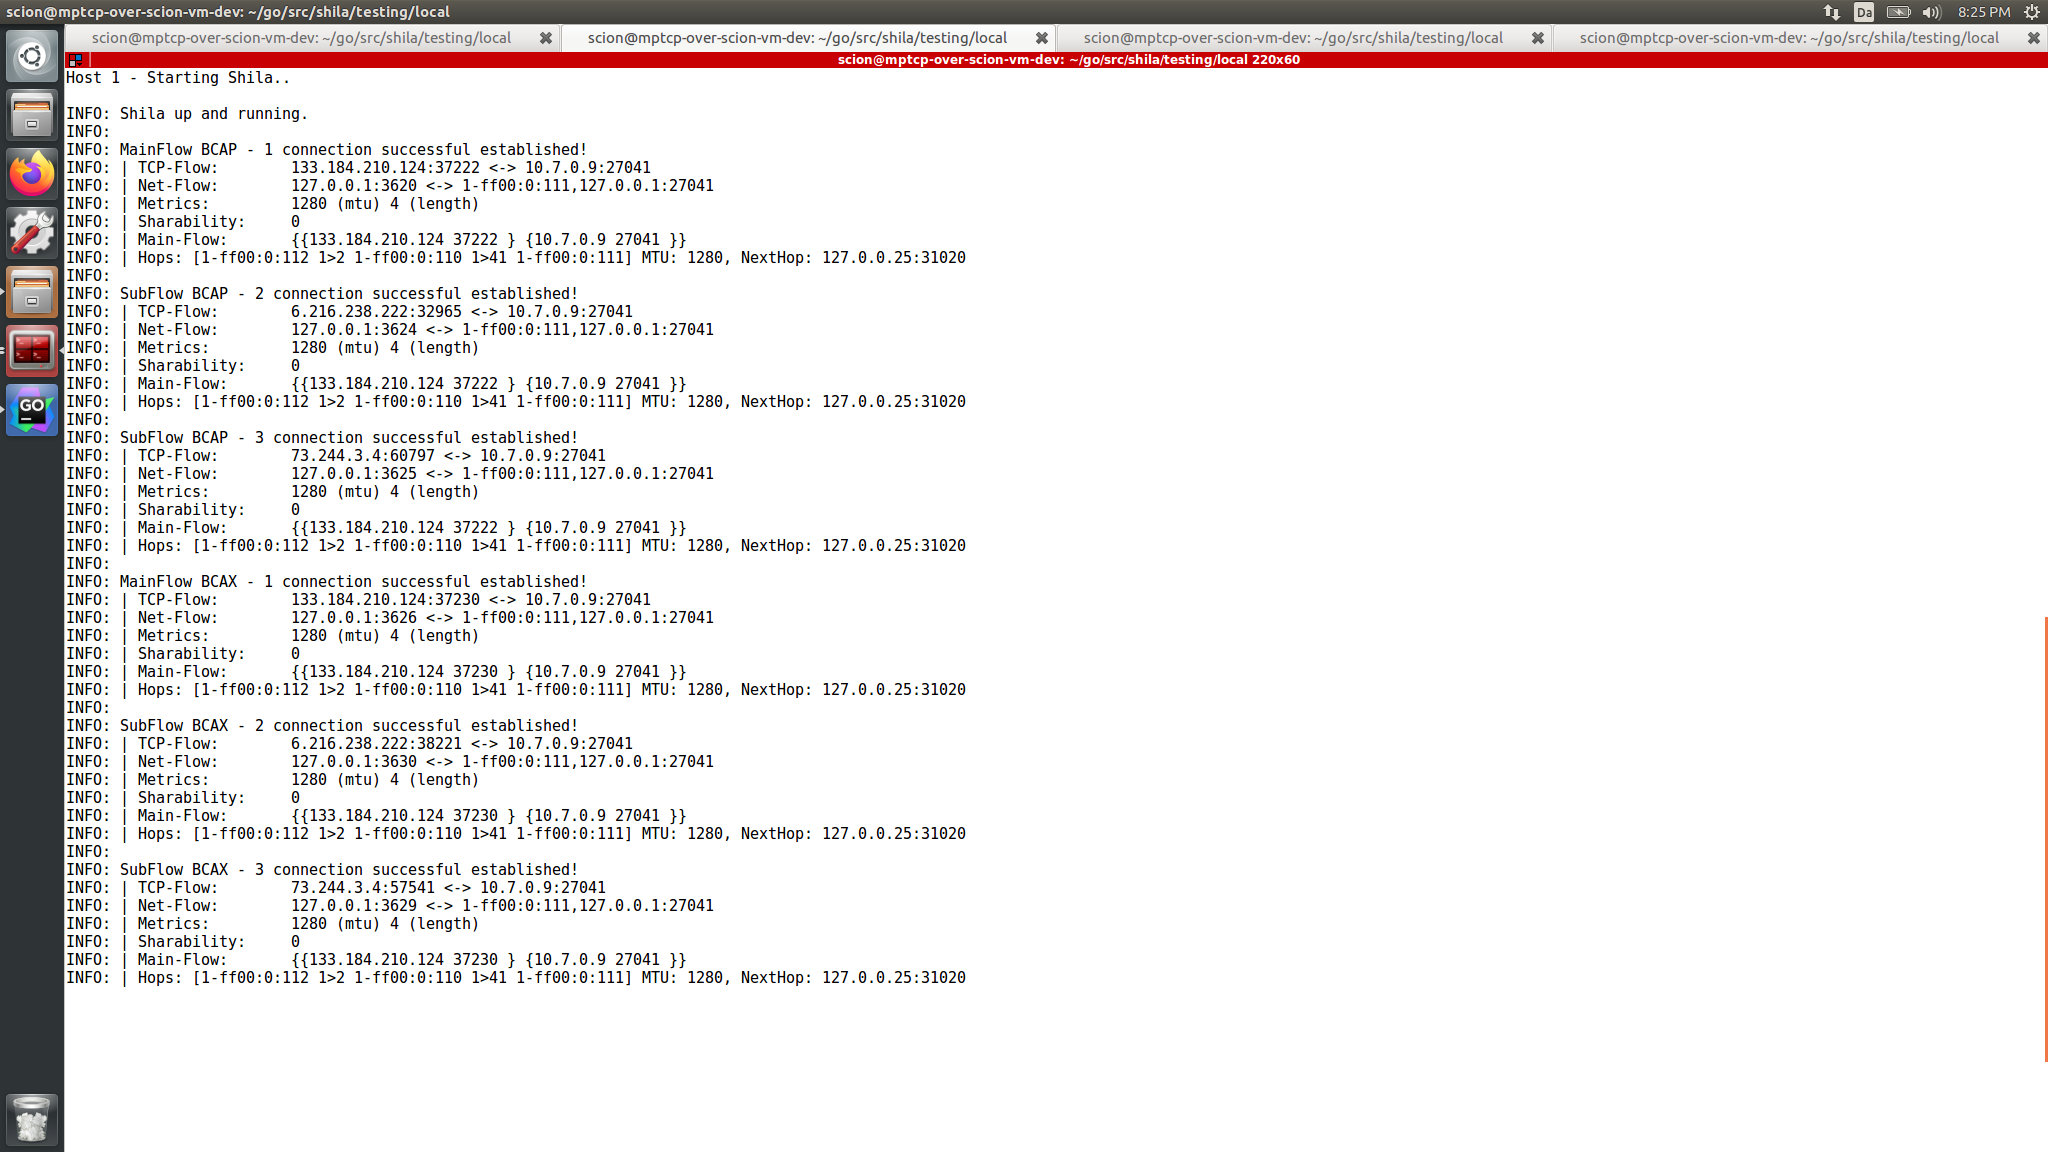 scion@mptcp-over-scion-vm-dev: ~/go/src/shila/testing/local
Da
8:25 PM
scion@mptcp-over-scion-vm-dev: ~/go/src/shila/testing/local
scion@mptcp-over-scion-vm-dev: ~/go/src/shila/testing/local
scion@mptcp-over-scion-vm-dev: ~/go/src/shila/testing/local
scion@mptcp-over-scion-vm-dev: ~/go/src/shila/testing/local
scion@mptcp-over-scion-vm-dev: ~/go/src/shila/testing/local 220x60
Host 1 - Starting Shila..
INFO: Shila up and running.
INFO:
INFO: MainFlow BCAP - 1 connection successful established!
INFO: | TCP-Flow: 133.184.210.124:37222 <-> 10.7.0.9:27041
INFO: | Net-Flow: 127.0.0.1:3620 <-> 1-ff00:0:111,127.0.0.1:27041
INFO: | Metrics: 1280 (mtu) 4 (length)
INFO: | Sharability: 0
INFO: | Main-Flow: {{133.184.210.124 37222 } {10.7.0.9 27041 }}
INFO: | Hops: [1-ff00:0:112 1>2 1-ff00:0:110 1>41 1-ff00:0:111] MTU: 1280, NextHop: 127.0.0.25:31020
INFO:
INFO: SubFlow BCAP - 2 connection successful established!
INFO: | TCP-Flow: 6.216.238.222:32965 <-> 10.7.0.9:27041
INFO: | Net-Flow: 127.0.0.1:3624 <-> 1-ff00:0:111,127.0.0.1:27041
INFO: | Metrics: 1280 (mtu) 4 (length)
INFO: | Sharability: 0
INFO: | Main-Flow: {{133.184.210.124 37222 } {10.7.0.9 27041 }}
INFO: | Hops: [1-ff00:0:112 1>2 1-ff00:0:110 1>41 1-ff00:0:111] MTU: 1280, NextHop: 127.0.0.25:31020
INFO:
INFO: SubFlow BCAP - 3 connection successful established!
INFO: | TCP-Flow: 73.244.3.4:60797 <-> 10.7.0.9:27041
INFO: | Net-Flow: 127.0.0.1:3625 <-> 1-ff00:0:111,127.0.0.1:27041
INFO: | Metrics: 1280 (mtu) 4 (length)
INFO: | Sharability: 0
INFO: | Main-Flow: {{133.184.210.124 37222 } {10.7.0.9 27041 }}
INFO: | Hops: [1-ff00:0:112 1>2 1-ff00:0:110 1>41 1-ff00:0:111] MTU: 1280, NextHop: 127.0.0.25:31020
INFO:
INFO: MainFlow BCAX - 1 connection successful established!
INFO: | TCP-Flow: 133.184.210.124:37230 <-> 10.7.0.9:27041
INFO: | Net-Flow: 127.0.0.1:3626 <-> 1-ff00:0:111,127.0.0.1:27041
INFO: | Metrics: 1280 (mtu) 4 (length)
INFO: | Sharability: 0
INFO: | Main-Flow: {{133.184.210.124 37230 } {10.7.0.9 27041 }}
INFO: | Hops: [1-ff00:0:112 1>2 1-ff00:0:110 1>41 1-ff00:0:111] MTU: 1280, NextHop: 127.0.0.25:31020
INFO:
INFO: SubFlow BCAX - 2 connection successful established!
INFO: | TCP-Flow: 6.216.238.222:38221 <-> 10.7.0.9:27041
INFO: | Net-Flow: 127.0.0.1:3630 <-> 1-ff00:0:111,127.0.0.1:27041
INFO: | Metrics: 1280 (mtu) 4 (length)
INFO: | Sharability: 0
INFO: | Main-Flow: {{133.184.210.124 37230 } {10.7.0.9 27041 }}
INFO: | Hops: [1-ff00:0:112 1>2 1-ff00:0:110 1>41 1-ff00:0:111] MTU: 1280, NextHop: 127.0.0.25:31020
INFO:
INFO: SubFlow BCAX - 3 connection successful established!
INFO: | TCP-Flow: 73.244.3.4:57541 <-> 10.7.0.9:27041
INFO: | Net-Flow: 127.0.0.1:3629 <-> 1-ff00:0:111,127.0.0.1:27041
INFO: | Metrics: 1280 (mtu) 4 (length)
INFO: | Sharability: 0
INFO: | Main-Flow: {{133.184.210.124 37230 } {10.7.0.9 27041 }}
INFO: | Hops: [1-ff00:0:112 1>2 1-ff00:0:110 1>41 1-ff00:0:111] MTU: 1280, NextHop: 127.0.0.25:31020
GO